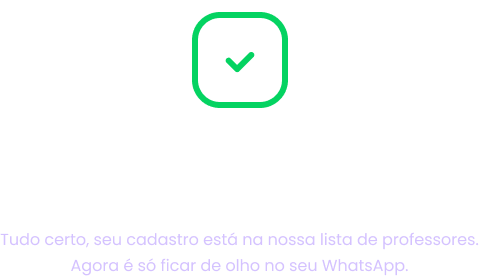 Tudo certo, seu cadastro está na nossa lista de professores.
Agora é só ficar de olho no seu WhatsApp.